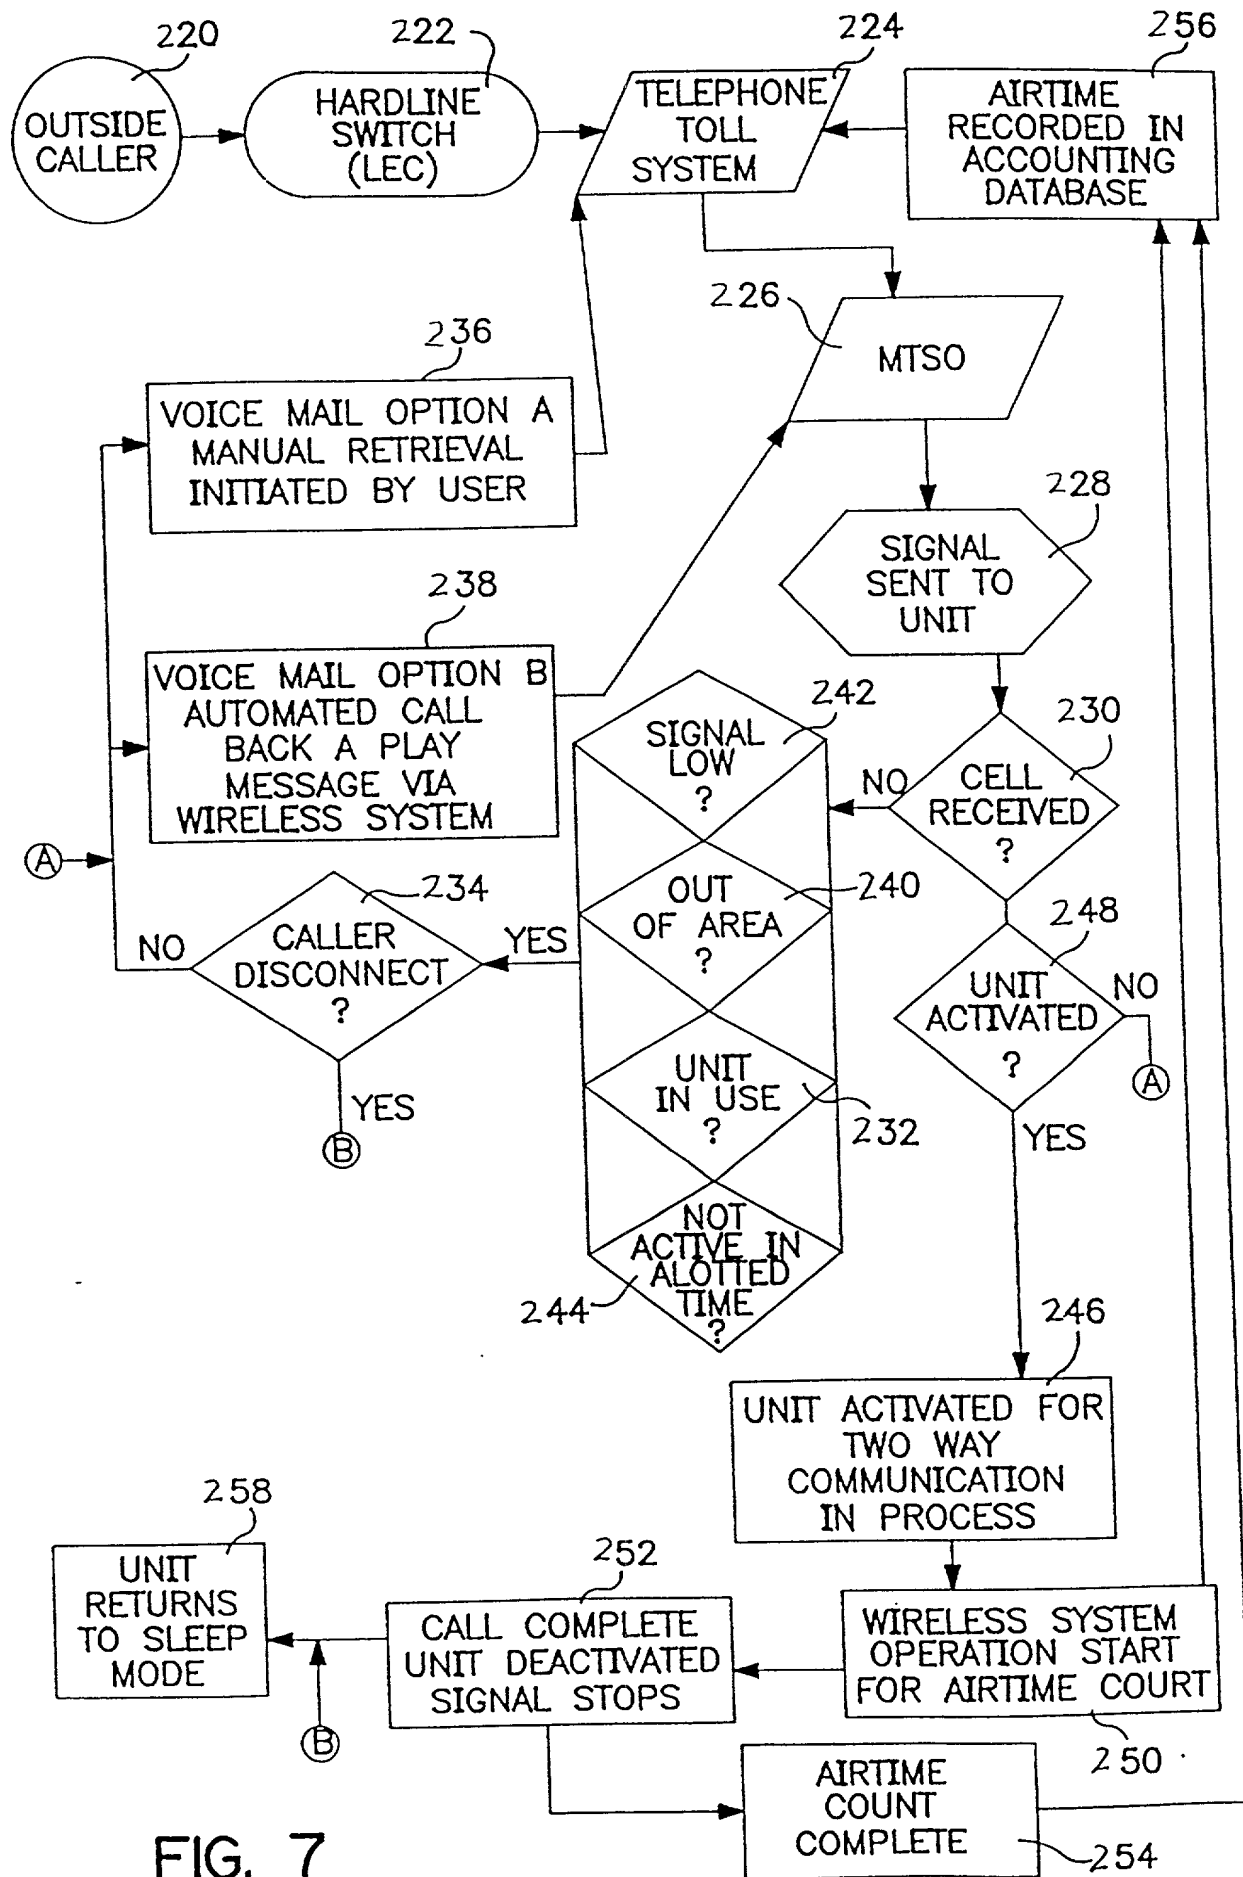 220
222
224
256
OUTSIDE
CALLER
HARDLINE
SWITCH
(LEC)
TELEPHONE
TOLL
SYSTEM
AIRTIME
RECORDED IN
ACCOUNTING
DATABASE
226
MTSO
236
VOICE MAIL OPTION A
MANUAL RETRIEVAL
INITIATED BY USER
228
SIGNAL
SENT TO
UNIT
238
VOICE MAIL OPTION B
AUTOMATED CALL
BACK A PLAY
MESSAGE VIA
WIRELESS SYSTEM
242
SIGNAL
LOW
?
230
NO
CELL
RECEIVED
?
A
234
NO
CALLER
DISCONNECT
?
YES
240
OUT
OF AREA
?
248
UNIT
ACTIVATED
?
NO
A
YES
B
UNIT
IN USE
?
232
YES
NOT
ACTIVE IN
ALOTTED
TIME
?
244
246
UNIT ACTIVATED FOR
TWO WAY
COMMUNICATION
IN PROCESS
258
UNIT
RETURNS
TO SLEEP
MODE
252
CALL COMPLETE
UNIT DEACTIVATED
SIGNAL STOPS
WIRELESS SYSTEM
OPERATION START
FOR AIRTIME COURT
B
250
AIRTIME
COUNT
COMPLETE
254
FIG. 7